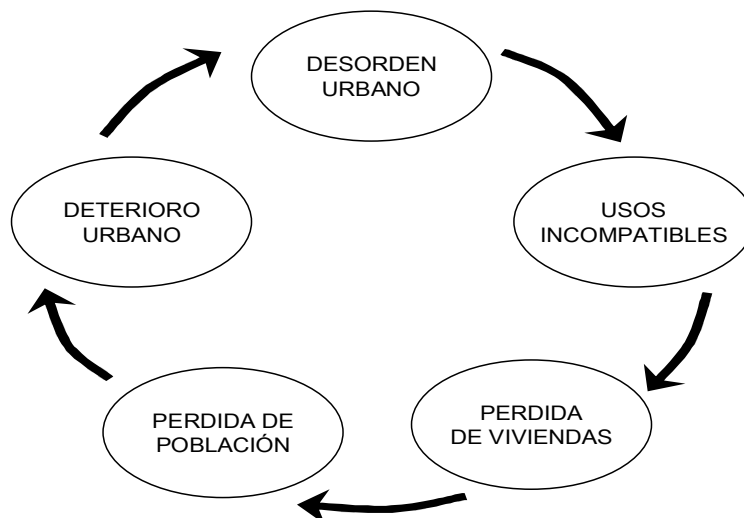 DESORDEN
URBANO
USOS
INCOMPATIBLES
PERDIDA
DE VIVIENDAS
PERDIDA DE
POBLACIÓN
DETERIORO
URBANO